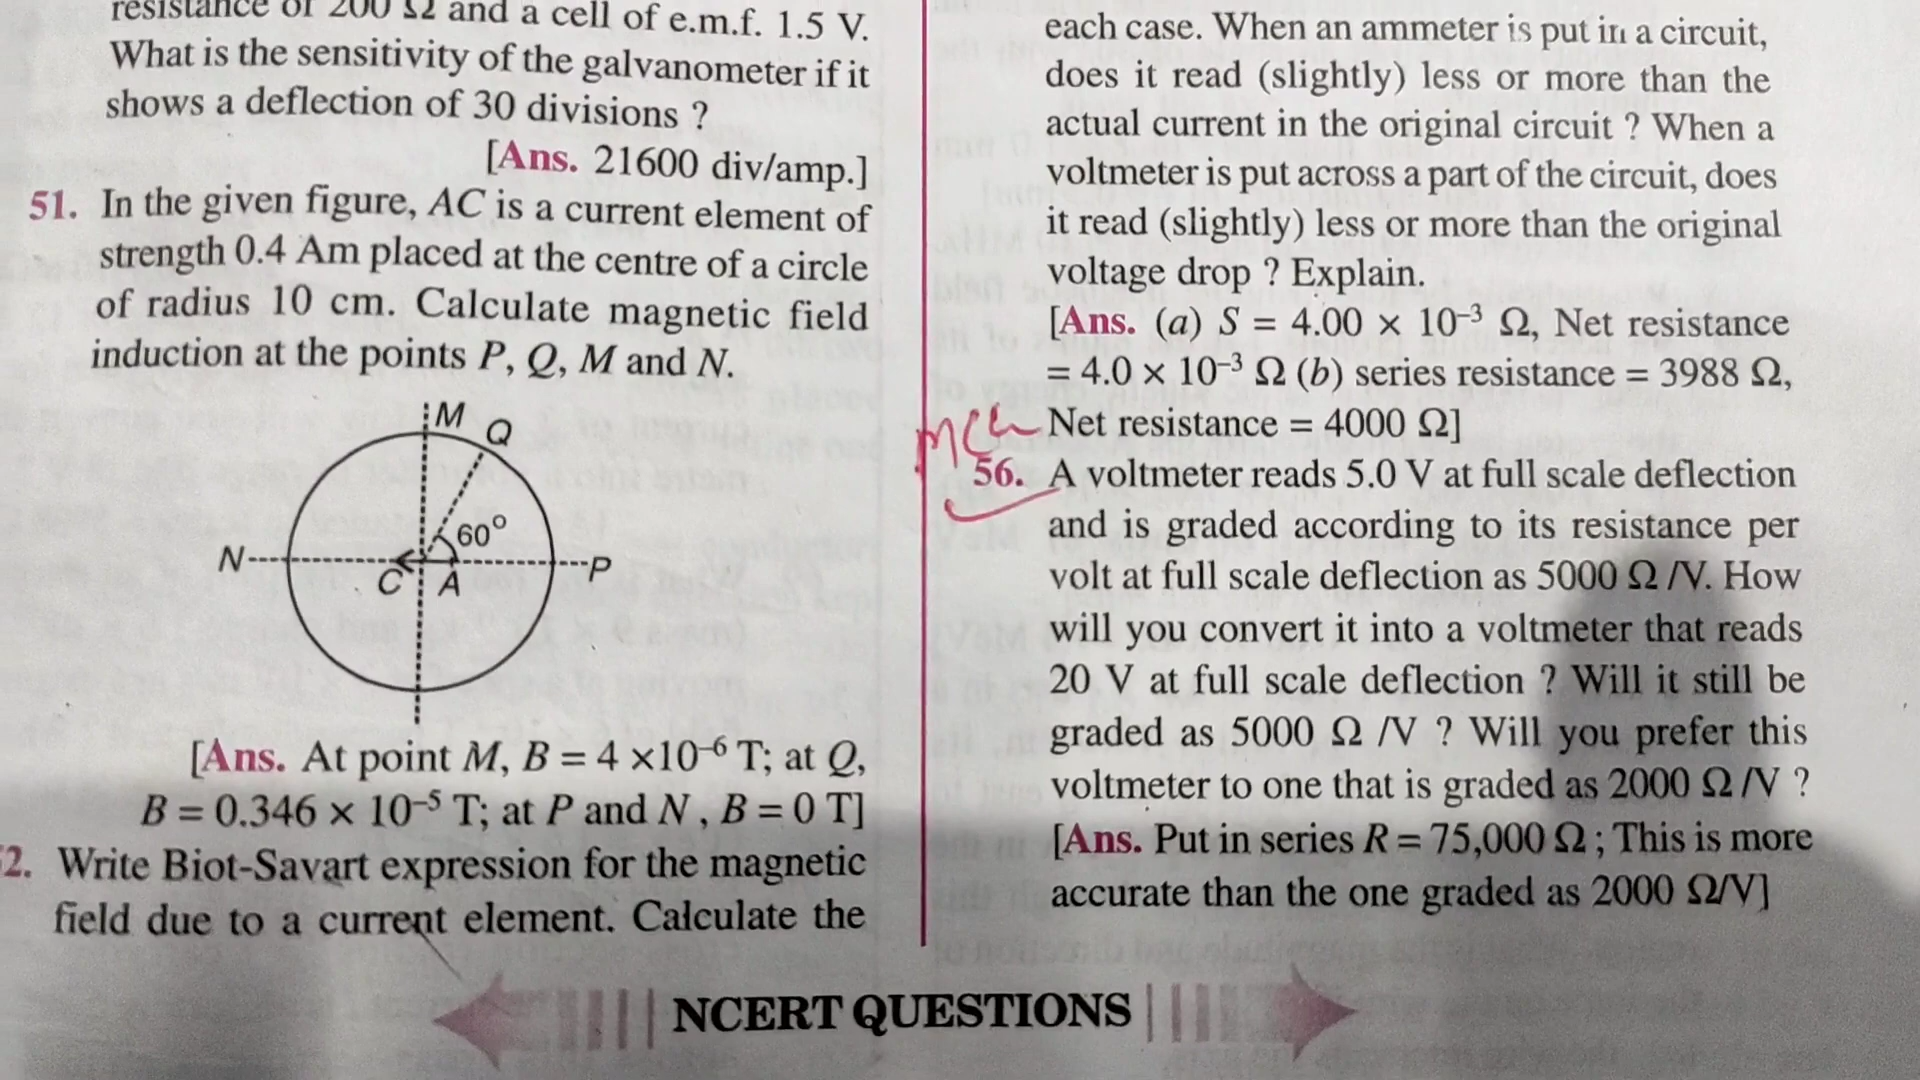 resistance of 200 Ω and a cell of e.m.f. 1.5 V.
What is the sensitivity of the galvanometer if it
shows a deflection of 30 divisions ?
[Ans. 21600 div/amp.]
51. In the given figure, AC is a current element of
strength 0.4 Am placed at the centre of a circle
of radius 10 cm. Calculate magnetic field
induction at the points P, Q, M and N.
M
Q
60°
N
P
C
A
[Ans. At point M, B = 4 ×10⁻⁶ T; at Q,
B = 0.346 × 10⁻⁵ T; at P and N , B = 0 T]
2. Write Biot-Savart expression for the magnetic
field due to a current element. Calculate the
each case. When an ammeter is put in a circuit,
does it read (slightly) less or more than the
actual current in the original circuit ? When a
voltmeter is put across a part of the circuit, does
it read (slightly) less or more than the original
voltage drop ? Explain.
[Ans. (a) S = 4.00 × 10⁻³ Ω, Net resistance
= 4.0 × 10⁻³ Ω (b) series resistance = 3988 Ω,
Net resistance = 4000 Ω]
56. A voltmeter reads 5.0 V at full scale deflection
and is graded according to its resistance per
volt at full scale deflection as 5000 Ω /V. How
will you convert it into a voltmeter that reads
20 V at full scale deflection ? Will it still be
graded as 5000 Ω /V ? Will you prefer this
voltmeter to one that is graded as 2000 Ω /V ?
[Ans. Put in series R = 75,000 Ω ; This is more
accurate than the one graded as 2000 Ω/V]
NCERT QUESTIONS